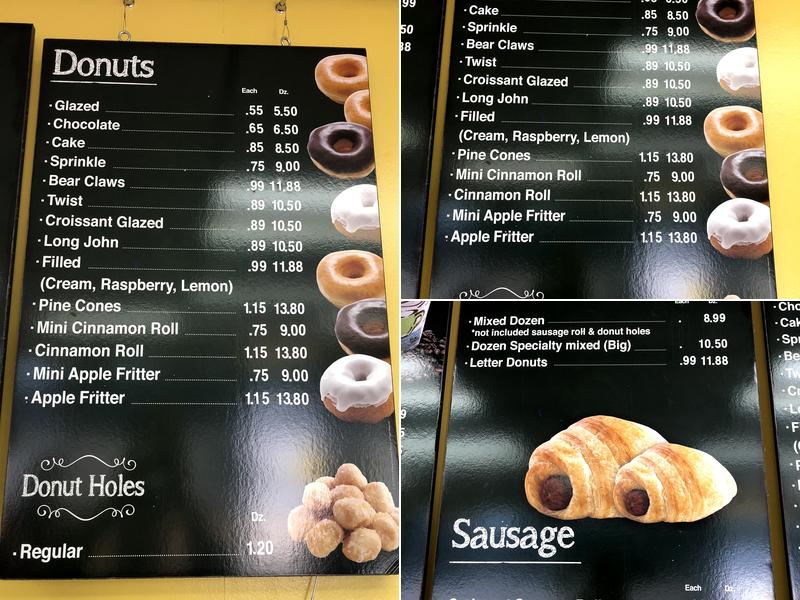 Donuts
Each Dz.
·Glazed .55 5.50
·Chocolate .65 6.50
·Cake .85 8.50
·Sprinkle .75 9.00
·Bear Claws .99 11.88
·Twist .89 10.50
·Croissant Glazed .89 10.50
·Long John .89 10.50
·Filled .99 11.88
(Cream, Raspberry, Lemon)
·Pine Cones 1.15 13.80
·Mini Cinnamon Roll .75 9.00
·Cinnamon Roll 1.15 13.80
·Mini Apple Fritter .75 9.00
·Apple Fritter 1.15 13.80
Donut Holes
Dz.
·Regular 1.20
·Cake .85 8.50
·Sprinkle .75 9.00
·Bear Claws .99 11.88
·Twist .89 10.50
·Croissant Glazed .89 10.50
·Long John .89 10.50
·Filled .99 11.88
(Cream, Raspberry, Lemon)
·Pine Cones 1.15 13.80
·Mini Cinnamon Roll .75 9.00
·Cinnamon Roll 1.15 13.80
·Mini Apple Fritter .75 9.00
·Apple Fritter 1.15 13.80
Each Dz.
·Mixed Dozen . 8.99
*not included sausage roll & donut holes
·Dozen Specialty mixed (Big) . 10.50
·Letter Donuts .99 11.88
Sausage
Each Dz.